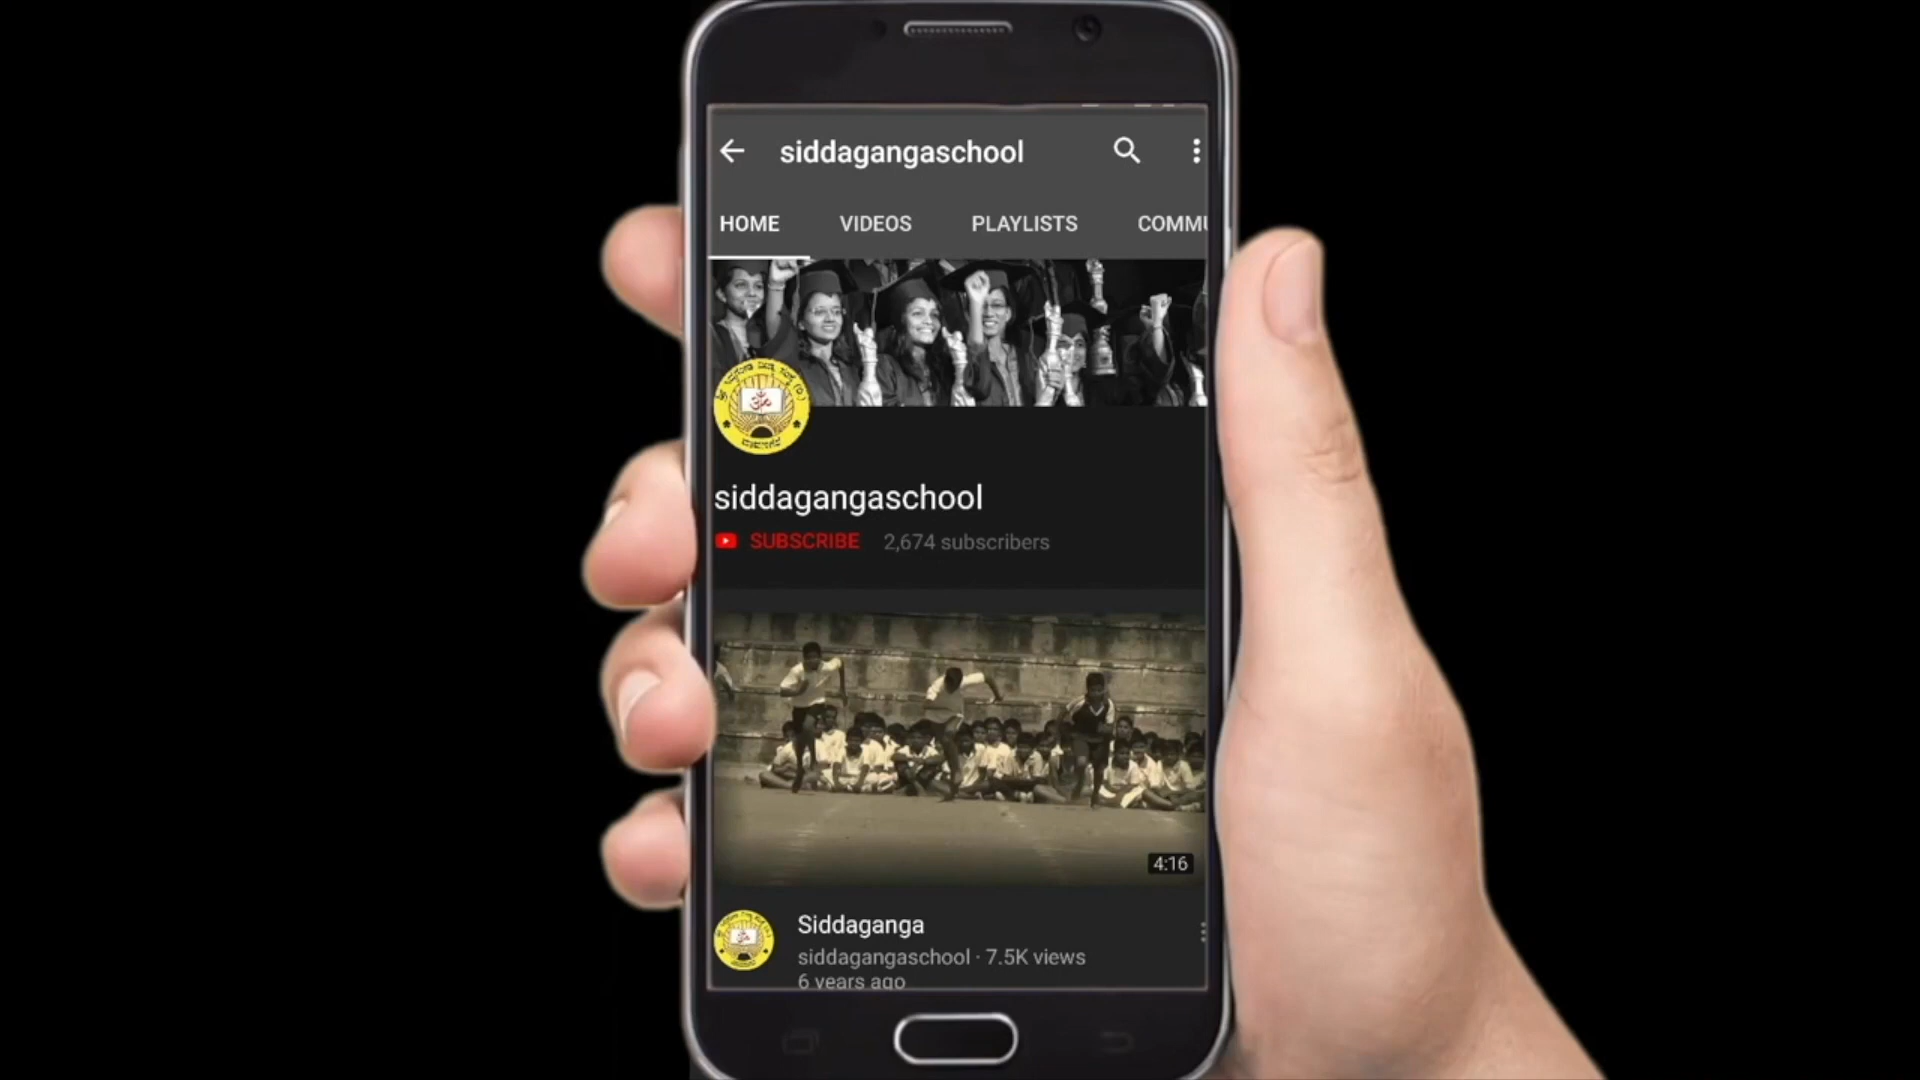 siddagangaschool
HOME VIDEOS PLAYLISTS COMMU
siddagangaschool
SUBSCRIBE 2,674 subscribers
4:16
Siddaganga
siddagangaschool · 7.5K views
6 years ago